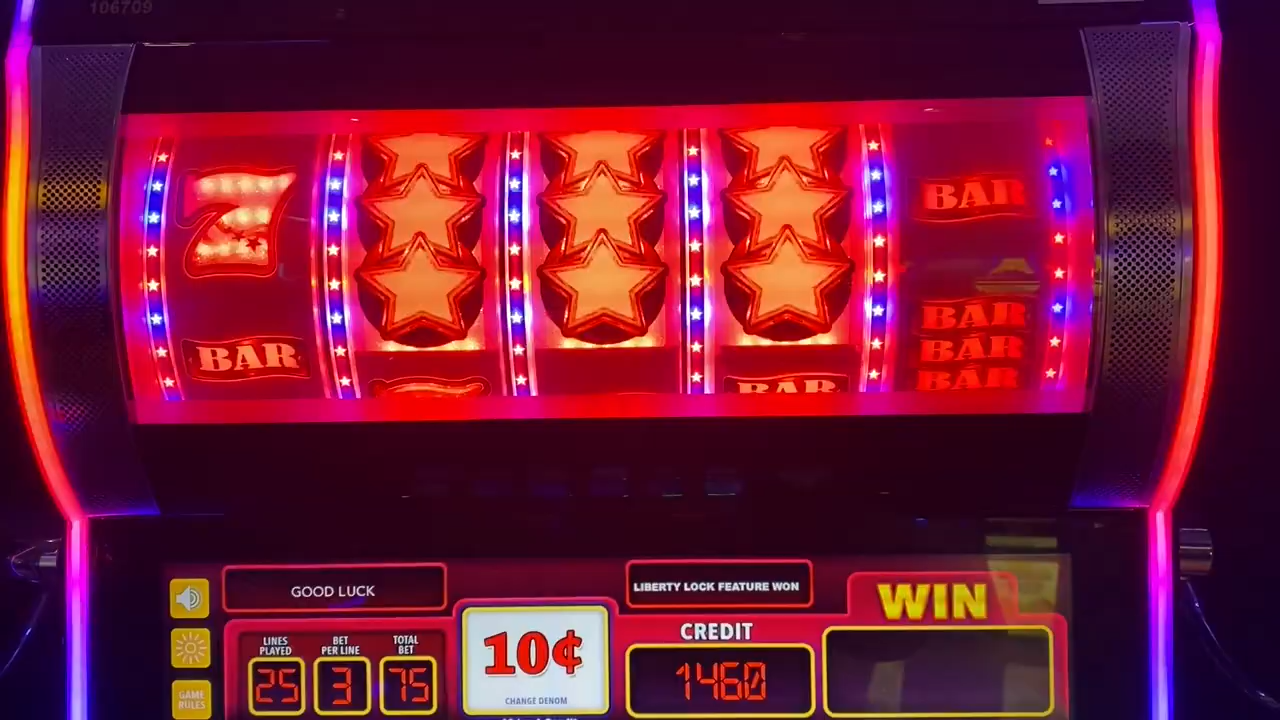 106709
7
BAR
BAR
BAR
BAR
BAR
BAR
GOOD LUCK
LIBERTY LOCK FEATURE WON
WIN
LINES PLAYED
BET PER LINE
TOTAL BET
10¢
CREDIT
25
3
75
1460
CHANGE DENOM
GAME RULES